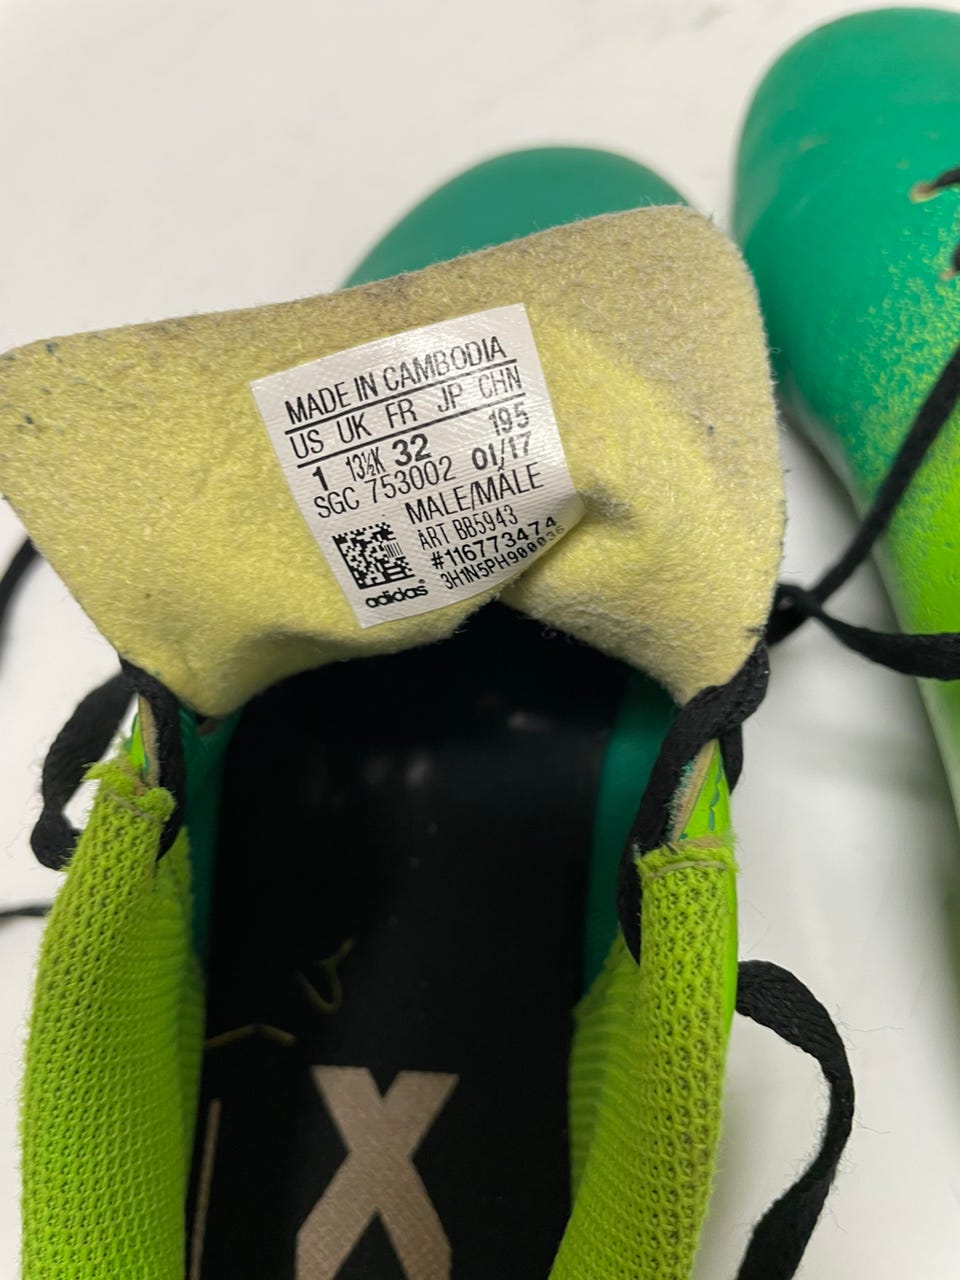 MADE IN CAMBODIA
US UK FR JP CHN
1 13½K 32 195
SGC 753002 01/17
MALE/MÂLE
ART BB5943
#116773474
3H1N5PH900036
adidas®
X